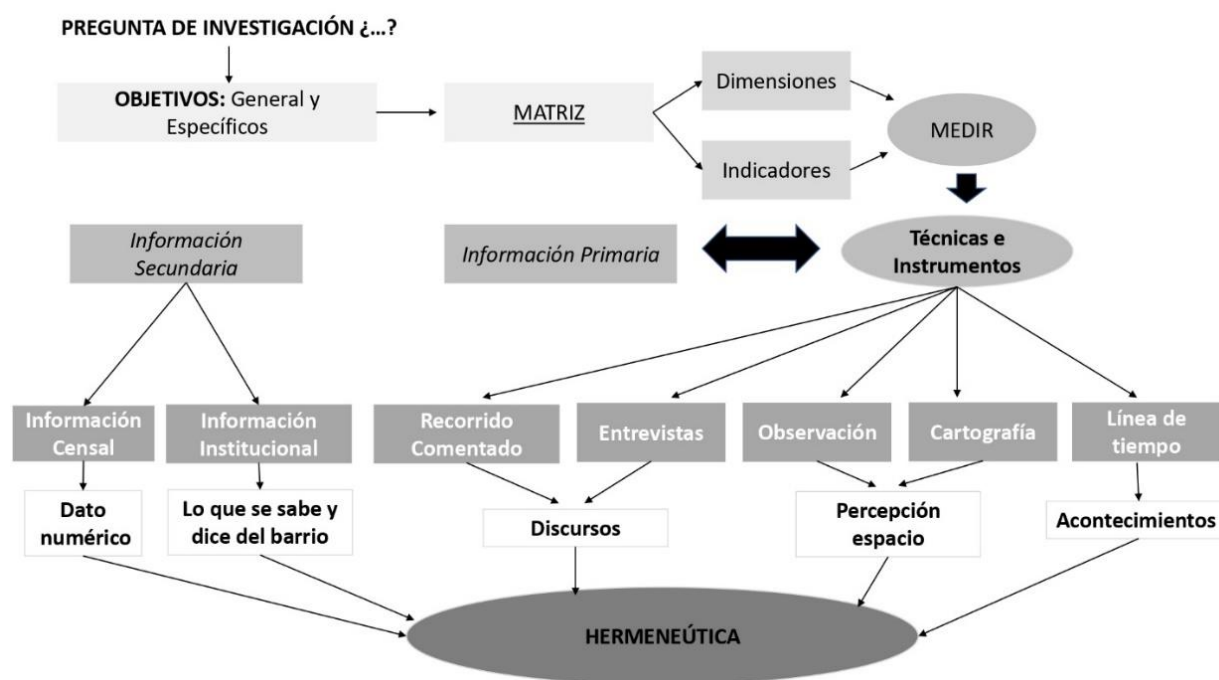 PREGUNTA DE INVESTIGACIÓN ¿...?
OBJETIVOS: General y
Específicos
MATRIZ
Dimensiones
Indicadores
MEDIR
Información
Secundaria
Información Primaria
Técnicas e
Instrumentos
Información
Censal
Información
Institucional
Recorrido
Comentado
Entrevistas
Observación
Cartografía
Línea de
tiempo
Dato
numérico
Lo que se sabe y
dice del barrio
Discursos
Percepción
espacio
Acontecimientos
HERMENEÚTICA